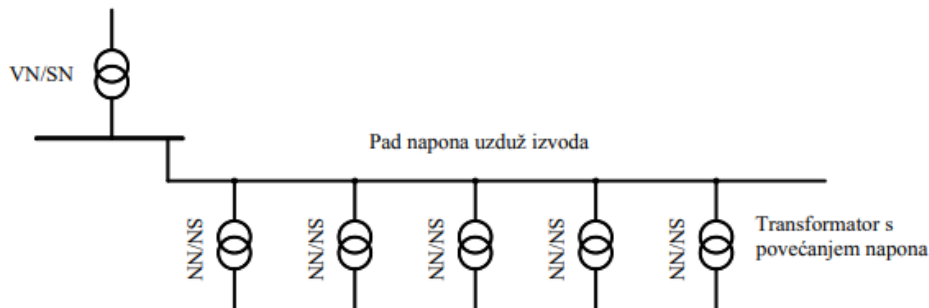 VN/SN
Pad napona uzduž izvoda
SN/NN
SN/NN
SN/NN
SN/NN
SN/NN
Transformator s
povećanjem napona